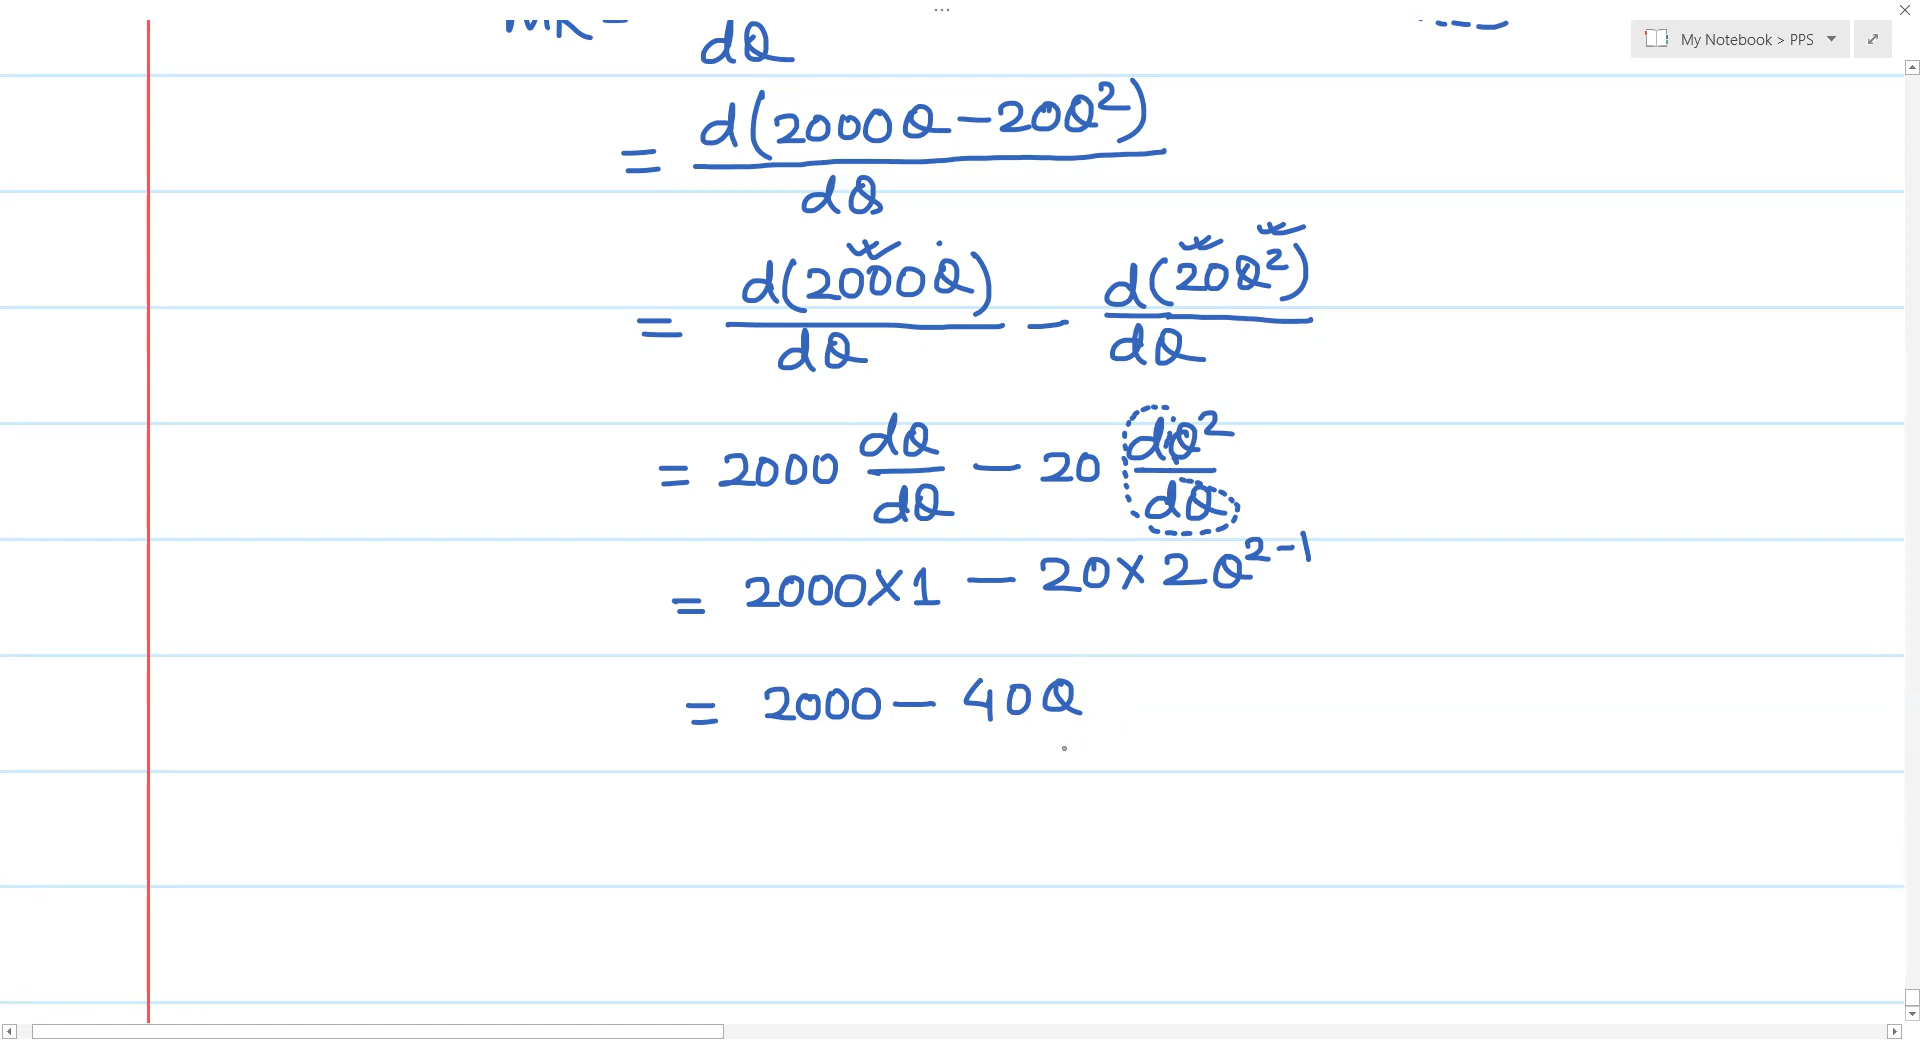 ...
My Notebook > PPS
MR =
dQ
= d(2000Q - 20Q²)
dQ
= d(2000Q) - d(20Q²)
dQ dQ
= 2000 dQ - 20 dQ²
dQ dQ
= 2000 × 1 - 20 × 2Q²⁻¹
= 2000 - 40Q